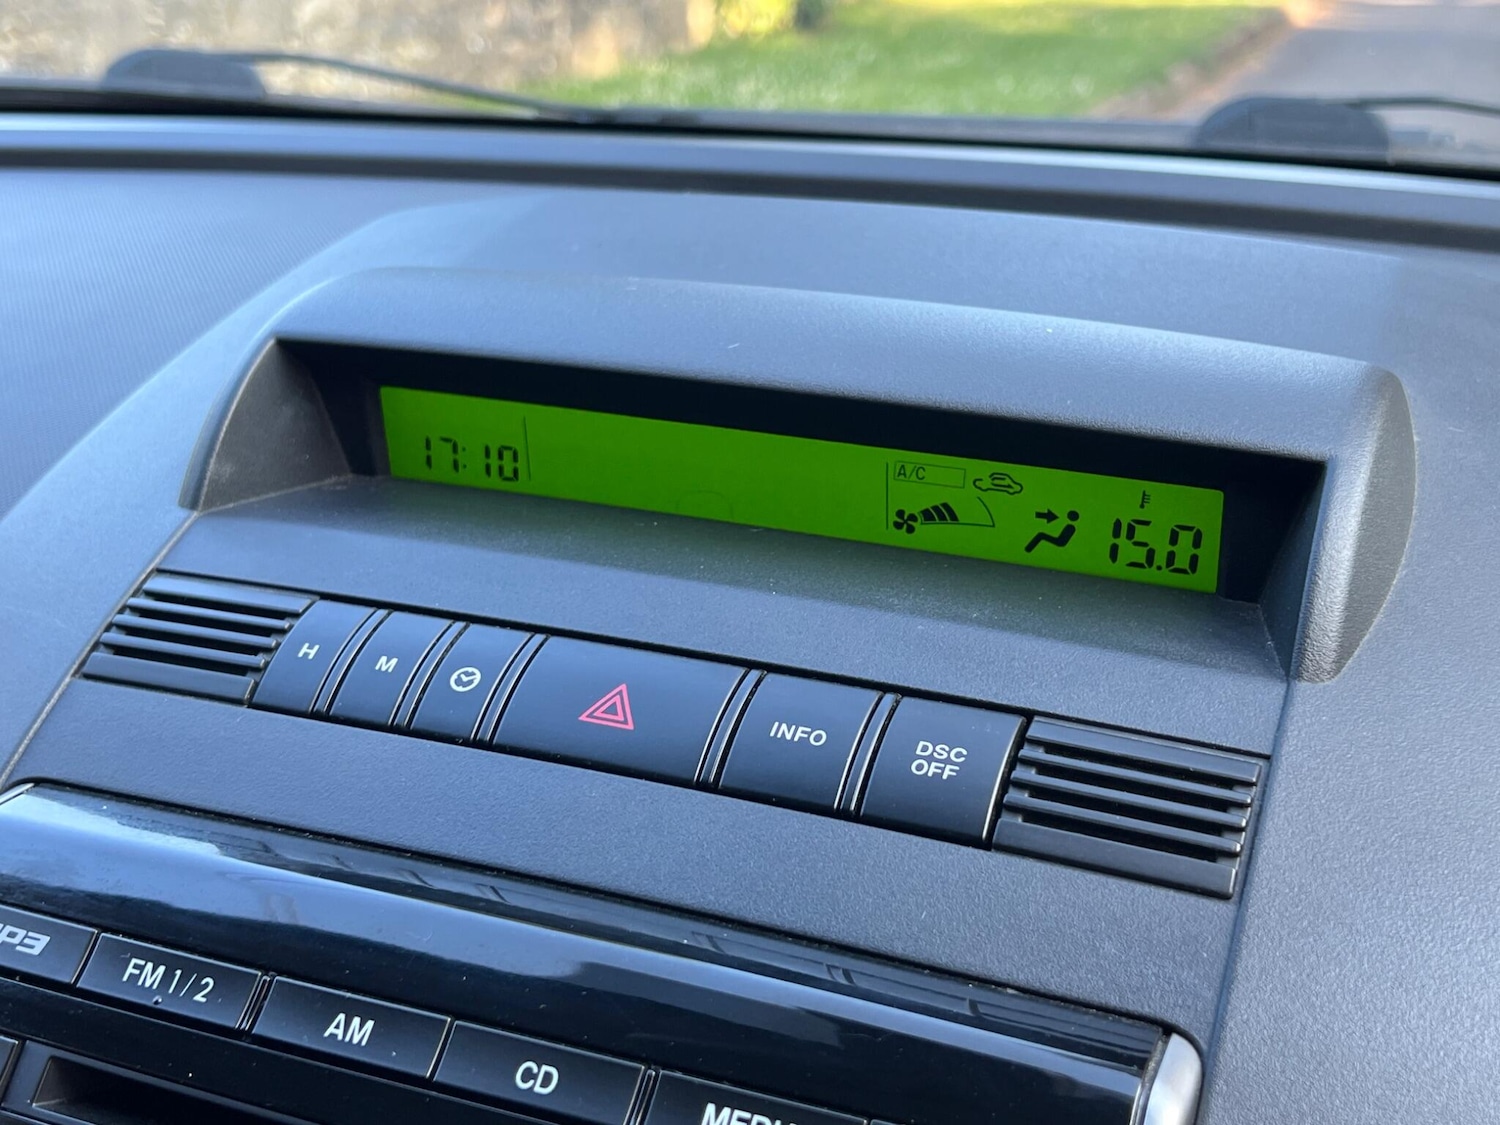 17:10
A/C
15.0
H
M
INFO
DSC
OFF
FM 1/2
AM
CD